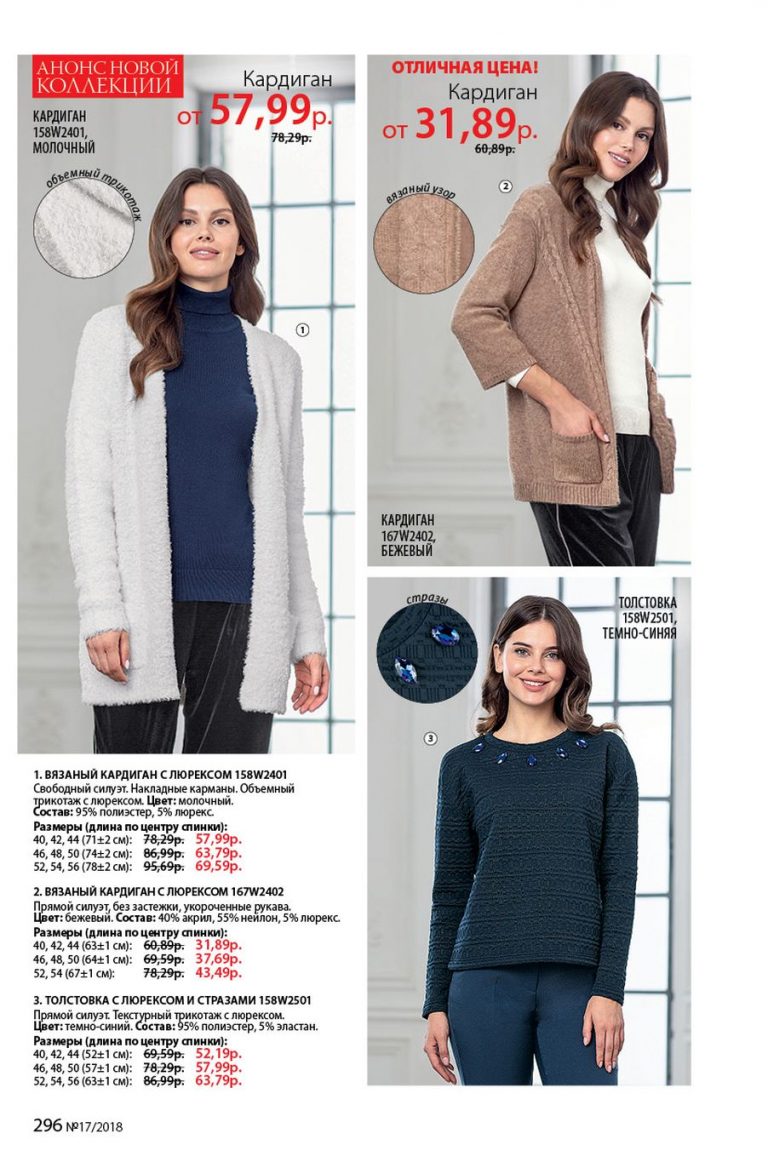 АНОНС НОВОЙ
КОЛЛЕКЦИИ
Кардиган
от 57,99р.
78,29р.
КАРДИГАН
158W2401,
МОЛОЧНЫЙ
объемный трикотаж
1
ОТЛИЧНАЯ ЦЕНА!
Кардиган
от 31,89р.
60,89р.
вязаный узор
2
КАРДИГАН
167W2402,
БЕЖЕВЫЙ
стразы
ТОЛСТОВКА
158W2501,
ТЕМНО-СИНЯЯ
3
1. ВЯЗАНЫЙ КАРДИГАН С ЛЮРЕКСОМ 158W2401
Свободный силуэт. Накладные карманы. Объемный
трикотаж с люрексом. Цвет: молочный.
Состав: 95% полиэстер, 5% люрекс.
Размеры (длина по центру спинки):
40, 42, 44 (71±2 см): 78,29р. 57,99р.
46, 48, 50 (74±2 см): 86,99р. 63,79р.
52, 54, 56 (78±2 см): 95,69р. 69,59р.
2. ВЯЗАНЫЙ КАРДИГАН С ЛЮРЕКСОМ 167W2402
Прямой силуэт, без застежки, укороченные рукава.
Цвет: бежевый. Состав: 40% акрил, 55% нейлон, 5% люрекс.
Размеры (длина по центру спинки):
40, 42, 44 (63±1 см): 60,89р. 31,89р.
46, 48, 50 (64±1 см): 69,59р. 37,69р.
52, 54 (67±1 см): 78,29р. 43,49р.
3. ТОЛСТОВКА С ЛЮРЕКСОМ И СТРАЗАМИ 158W2501
Прямой силуэт. Текстурный трикотаж с люрексом.
Цвет: темно-синий. Состав: 95% полиэстер, 5% эластан.
Размеры (длина по центру спинки):
40, 42, 44 (52±1 см): 69,59р. 52,19р.
46, 48, 50 (57±1 см): 78,29р. 57,99р.
52, 54, 56 (63±1 см): 86,99р. 63,79р.
296 №17/2018